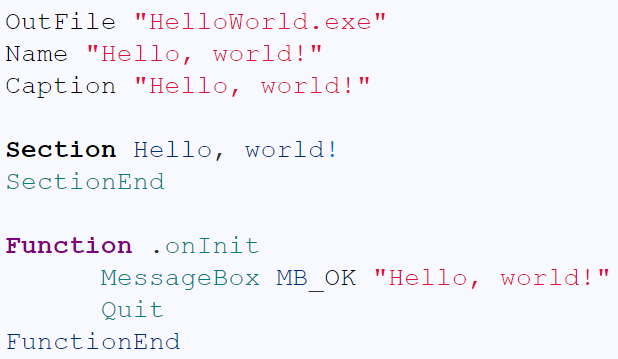 OutFile "HelloWorld.exe"
Name "Hello, world!"
Caption "Hello, world!"

Section Hello, world!
SectionEnd

Function .onInit
      MessageBox MB_OK "Hello, world!"
      Quit
FunctionEnd